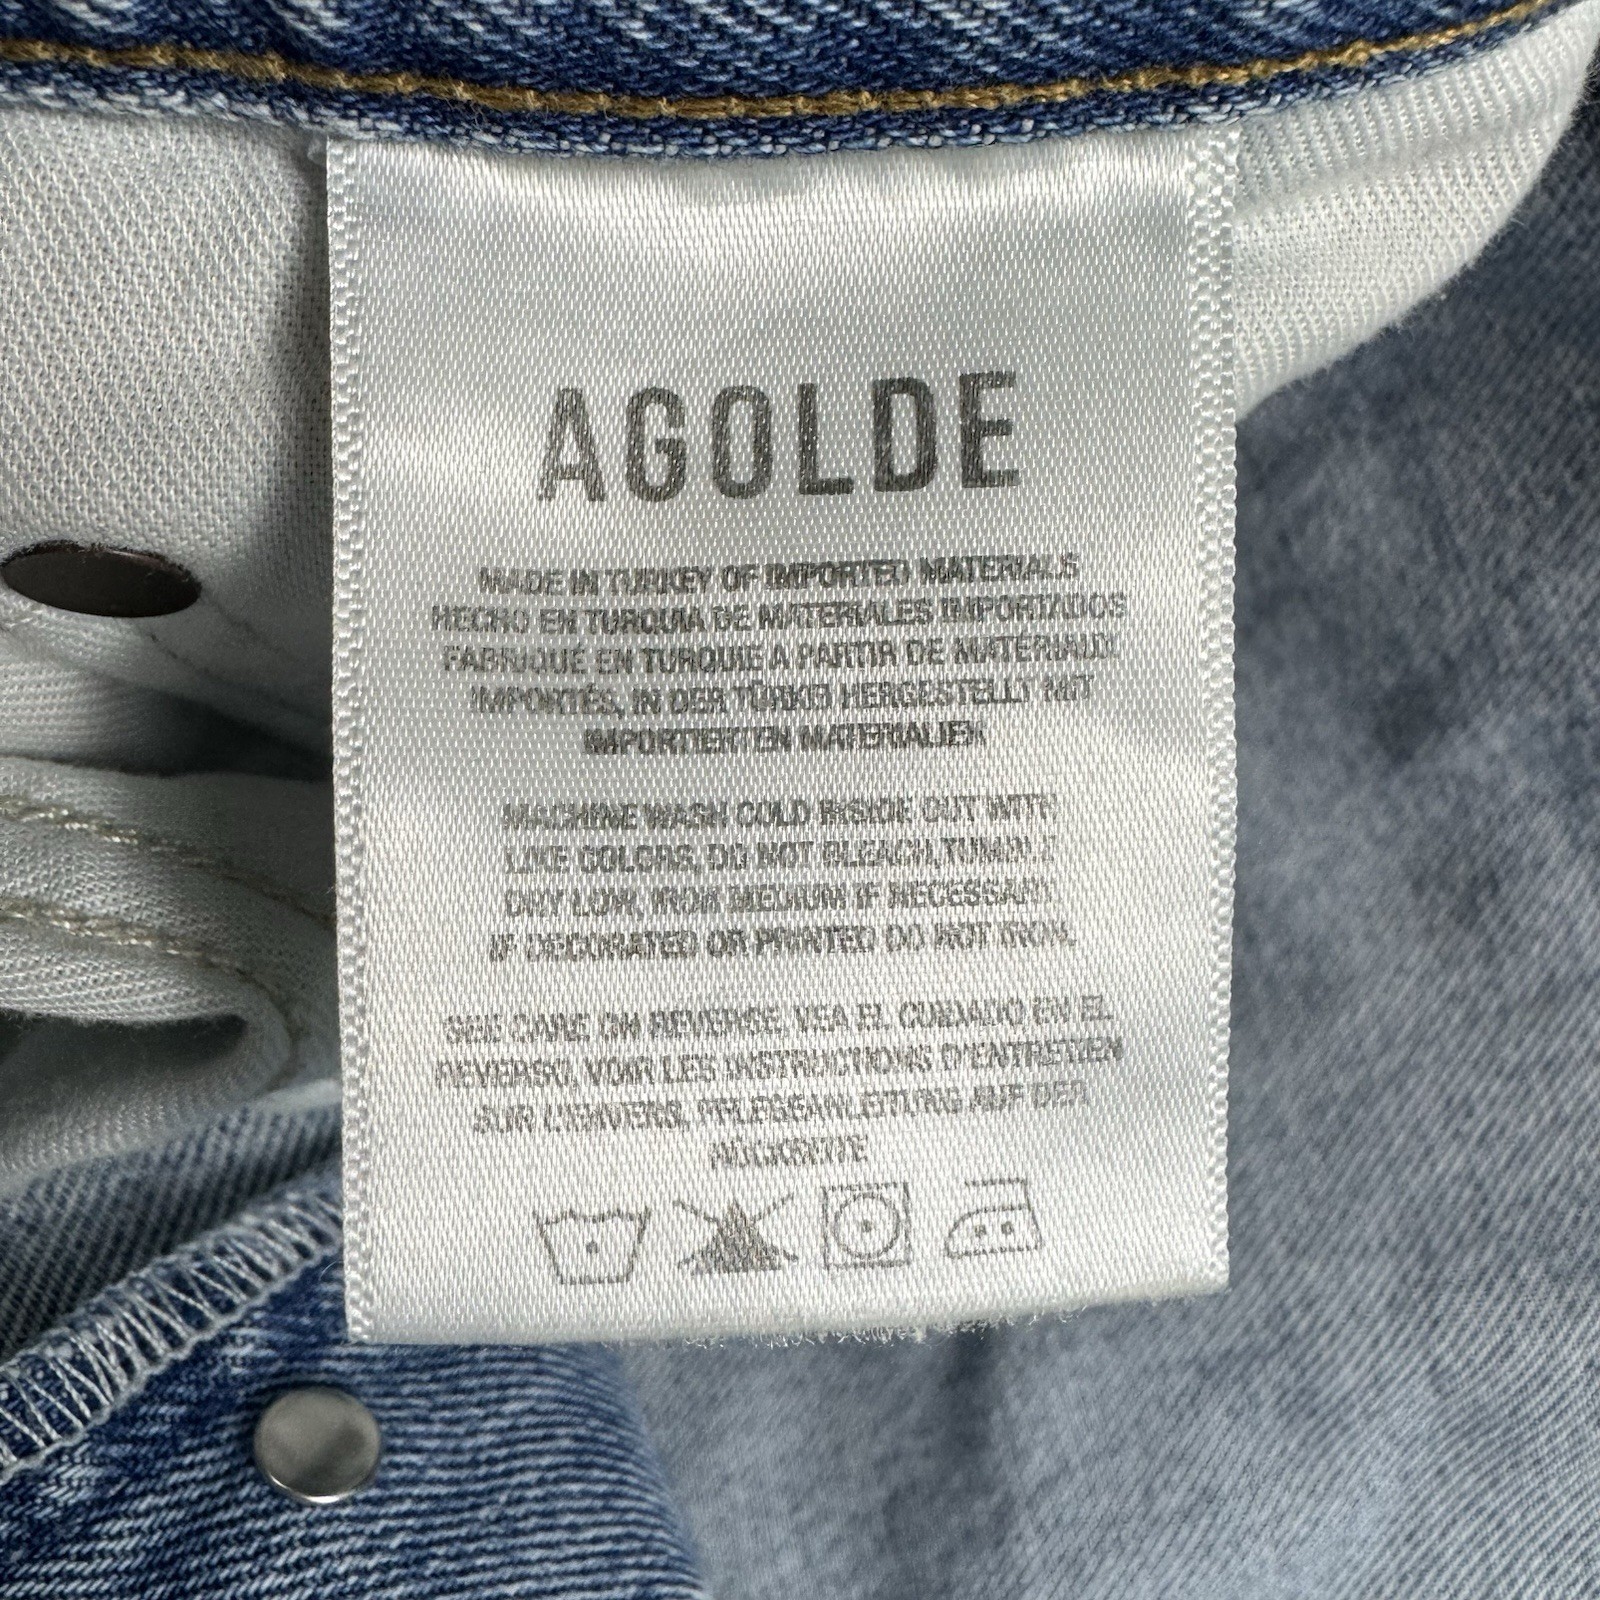 AGOLDE
MADE IN TURKEY OF IMPORTED MATERIALS
HECHO EN TURQUIA DE MATERIALES IMPORTADOS
FABRIQUÉ EN TURQUIE A PARTIR DE MATÉRIAUX
IMPORTÉS, IN DER TÜRKEI HERGESTELLT MIT
IMPORTIERTEN MATERIALIEN
MACHINE WASH COLD INSIDE OUT WITH
LIKE COLORS, DO NOT BLEACH, TUMBLE
DRY LOW, IRON MEDIUM IF NECESSARY
IF DECORATED OR PRINTED DO NOT IRON.
SEE CARE ON REVERSE, VEA EL CUIDADO EN EL
REVERSO, VOIR LES INSTRUCTIONS D'ENTRETIEN
SUR L'ENVERS, PFLEGEANLEITUNG AUF DER
RÜCKSEITE